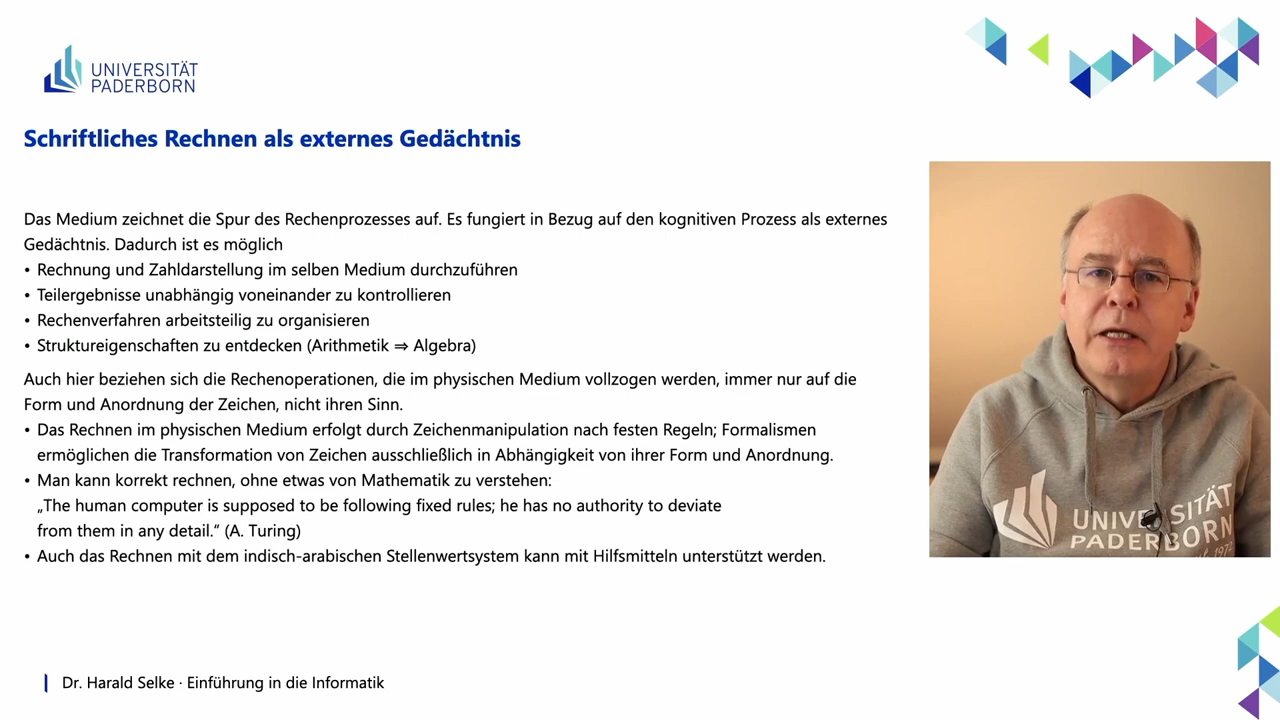 UNIVERSITÄT
PADERBORN
Schriftliches Rechnen als externes Gedächtnis
Das Medium zeichnet die Spur des Rechenprozesses auf. Es fungiert in Bezug auf den kognitiven Prozess als externes
Gedächtnis. Dadurch ist es möglich
• Rechnung und Zahldarstellung im selben Medium durchzuführen
• Teilergebnisse unabhängig voneinander zu kontrollieren
• Rechenverfahren arbeitsteilig zu organisieren
• Struktureigenschaften zu entdecken (Arithmetik ⇒ Algebra)
Auch hier beziehen sich die Rechenoperationen, die im physischen Medium vollzogen werden, immer nur auf die
Form und Anordnung der Zeichen, nicht ihren Sinn.
• Das Rechnen im physischen Medium erfolgt durch Zeichenmanipulation nach festen Regeln; Formalismen
ermöglichen die Transformation von Zeichen ausschließlich in Abhängigkeit von ihrer Form und Anordnung.
• Man kann korrekt rechnen, ohne etwas von Mathematik zu verstehen:
„The human computer is supposed to be following fixed rules; he has no authority to deviate
from them in any detail.“ (A. Turing)
• Auch das Rechnen mit dem indisch-arabischen Stellenwertsystem kann mit Hilfsmitteln unterstützt werden.
UNIVERSITÄT
PADERBORN
Dr. Harald Selke · Einführung in die Informatik